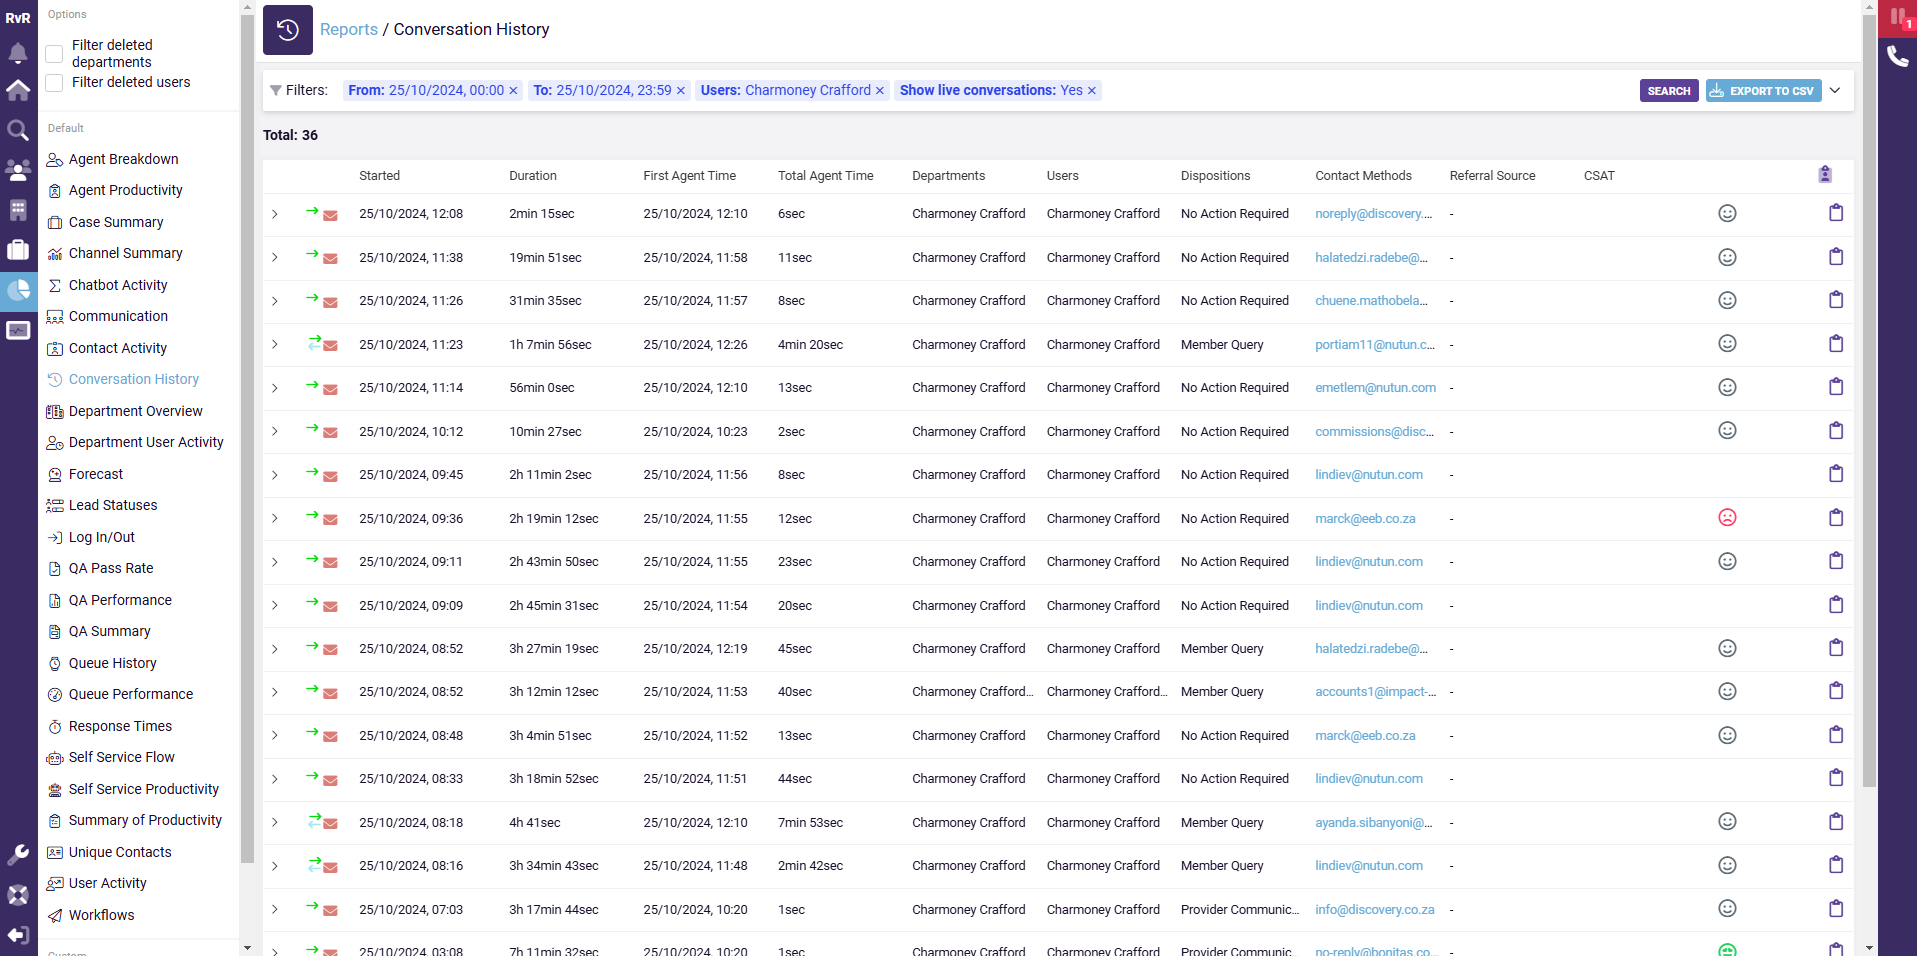 RvR
Options
Filter deleted
departments
Filter deleted users
Default
Agent Breakdown
Agent Productivity
Case Summary
Channel Summary
Chatbot Activity
Communication
Contact Activity
Conversation History
Department Overview
Department User Activity
Forecast
Lead Statuses
Log In/Out
QA Pass Rate
QA Performance
QA Summary
Queue History
Queue Performance
Response Times
Self Service Flow
Self Service Productivity
Summary of Productivity
Unique Contacts
User Activity
Workflows
Custom
Reports / Conversation History
1
Filters: From: 25/10/2024, 00:00 × To: 25/10/2024, 23:59 × Users: Charmoney Crafford × Show live conversations: Yes × SEARCH EXPORT TO CSV
Total: 36
Started Duration First Agent Time Total Agent Time Departments Users Dispositions Contact Methods Referral Source CSAT
25/10/2024, 12:08 2min 15sec 25/10/2024, 12:10 6sec Charmoney Crafford Charmoney Crafford No Action Required noreply@discovery.... -
25/10/2024, 11:38 19min 51sec 25/10/2024, 11:58 11sec Charmoney Crafford Charmoney Crafford No Action Required halatedzi.radebe@... -
25/10/2024, 11:26 31min 35sec 25/10/2024, 11:57 8sec Charmoney Crafford Charmoney Crafford No Action Required chuene.mathobela... -
25/10/2024, 11:23 1h 7min 56sec 25/10/2024, 12:26 4min 20sec Charmoney Crafford Charmoney Crafford Member Query portiam11@nutun.c... -
25/10/2024, 11:14 56min 0sec 25/10/2024, 12:10 13sec Charmoney Crafford Charmoney Crafford No Action Required emetlem@nutun.com -
25/10/2024, 10:12 10min 27sec 25/10/2024, 10:23 2sec Charmoney Crafford Charmoney Crafford No Action Required commissions@disc... -
25/10/2024, 09:45 2h 11min 2sec 25/10/2024, 11:56 8sec Charmoney Crafford Charmoney Crafford No Action Required lindiev@nutun.com -
25/10/2024, 09:36 2h 19min 12sec 25/10/2024, 11:55 12sec Charmoney Crafford Charmoney Crafford No Action Required marck@eeb.co.za -
25/10/2024, 09:11 2h 43min 50sec 25/10/2024, 11:55 23sec Charmoney Crafford Charmoney Crafford No Action Required lindiev@nutun.com -
25/10/2024, 09:09 2h 45min 31sec 25/10/2024, 11:54 20sec Charmoney Crafford Charmoney Crafford No Action Required lindiev@nutun.com -
25/10/2024, 08:52 3h 27min 19sec 25/10/2024, 12:19 45sec Charmoney Crafford Charmoney Crafford Member Query halatedzi.radebe@... -
25/10/2024, 08:52 3h 12min 12sec 25/10/2024, 11:53 40sec Charmoney Crafford... Charmoney Crafford... Member Query accounts1@impact-... -
25/10/2024, 08:48 3h 4min 51sec 25/10/2024, 11:52 13sec Charmoney Crafford Charmoney Crafford No Action Required marck@eeb.co.za -
25/10/2024, 08:33 3h 18min 52sec 25/10/2024, 11:51 44sec Charmoney Crafford Charmoney Crafford No Action Required lindiev@nutun.com -
25/10/2024, 08:18 4h 41sec 25/10/2024, 12:10 7min 53sec Charmoney Crafford Charmoney Crafford Member Query ayanda.sibanyoni@... -
25/10/2024, 08:16 3h 34min 43sec 25/10/2024, 11:48 2min 42sec Charmoney Crafford Charmoney Crafford Member Query lindiev@nutun.com -
25/10/2024, 07:03 3h 17min 44sec 25/10/2024, 10:20 1sec Charmoney Crafford Charmoney Crafford Provider Communic... info@discovery.co.za -
25/10/2024, 03:08 7h 11min 32sec 25/10/2024, 10:20 1sec Charmoney Crafford Charmoney Crafford Provider Communic... no-reply@bonitas.co... -